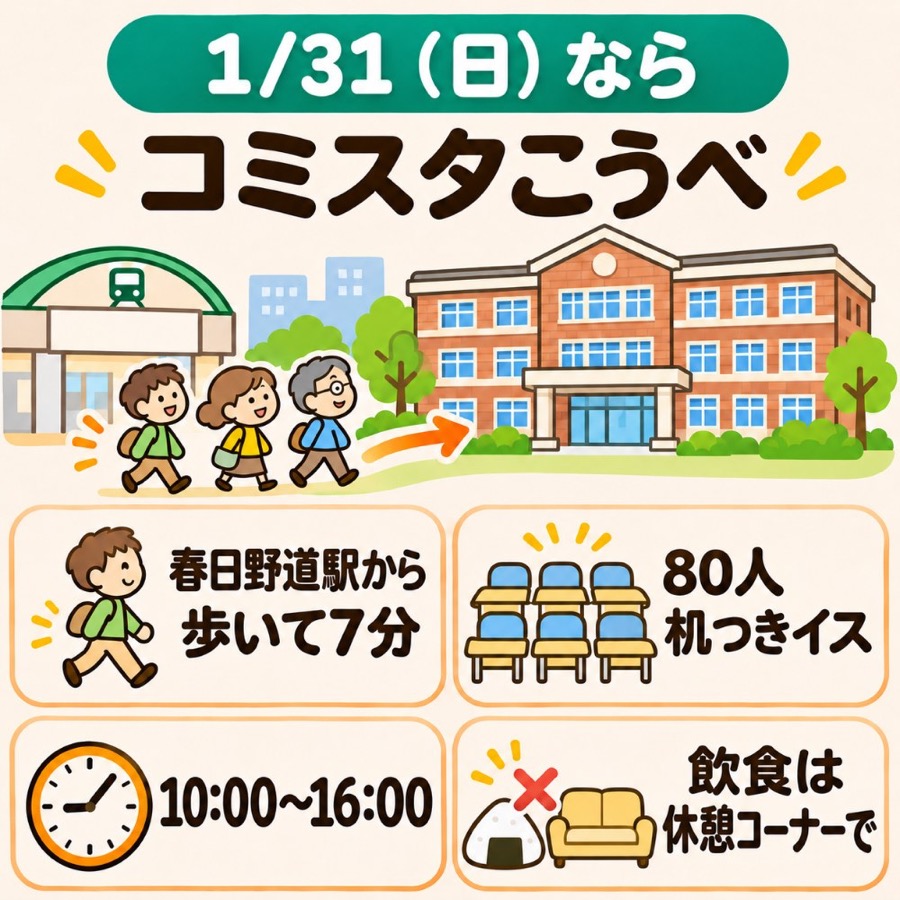 1/31(日)なら
コミスタこうべ
春日野道駅から
歩いて7分
80人
机つきイス
10:00~16:00
飲食は
休憩コーナーで